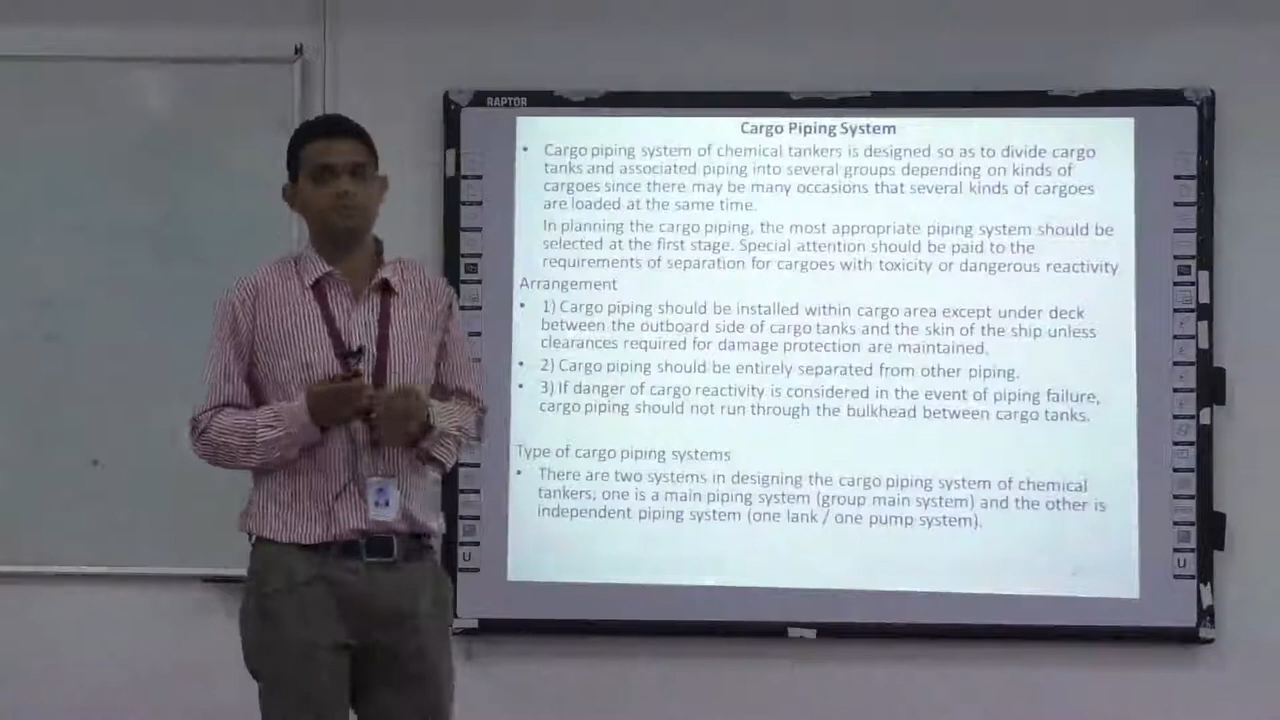 RAPTOR
Cargo Piping System
• Cargo piping system of chemical tankers is designed so as to divide cargo
tanks and associated piping into several groups depending on kinds of
cargoes since there may be many occasions that several kinds of cargoes
are loaded at the same time.
In planning the cargo piping, the most appropriate piping system should be
selected at the first stage. Special attention should be paid to the
requirements of separation for cargoes with toxicity or dangerous reactivity
Arrangement
• 1) Cargo piping should be installed within cargo area except under deck
between the outboard side of cargo tanks and the skin of the ship unless
clearances required for damage protection are maintained.
• 2) Cargo piping should be entirely separated from other piping.
• 3) If danger of cargo reactivity is considered in the event of piping failure,
cargo piping should not run through the bulkhead between cargo tanks.
Type of cargo piping systems
• There are two systems in designing the cargo piping system of chemical
tankers; one is a main piping system (group main system) and the other is
independent piping system (one lank / one pump system).
U
U